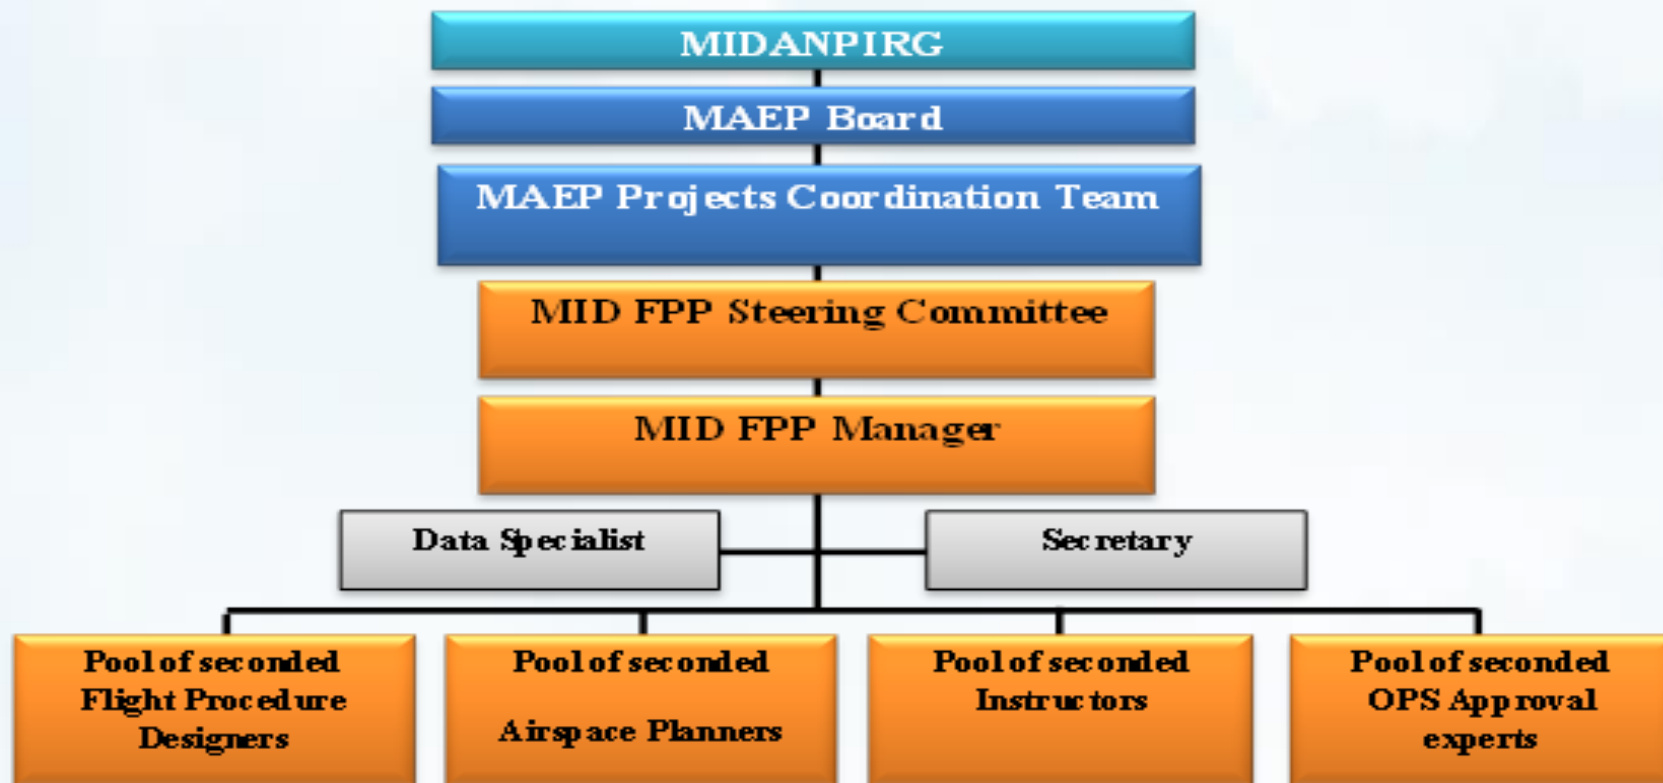 MIDANPIRG
MAEP Board
MAEP Projects Coordination Team
MID FPP Steering Committee
MID FPP Manager
Data Specialist
Secretary
Pool of seconded
Flight Procedure
Designers
Pool of seconded
Airspace Planners
Pool of seconded
Instructors
Pool of seconded
OPS Approval
experts